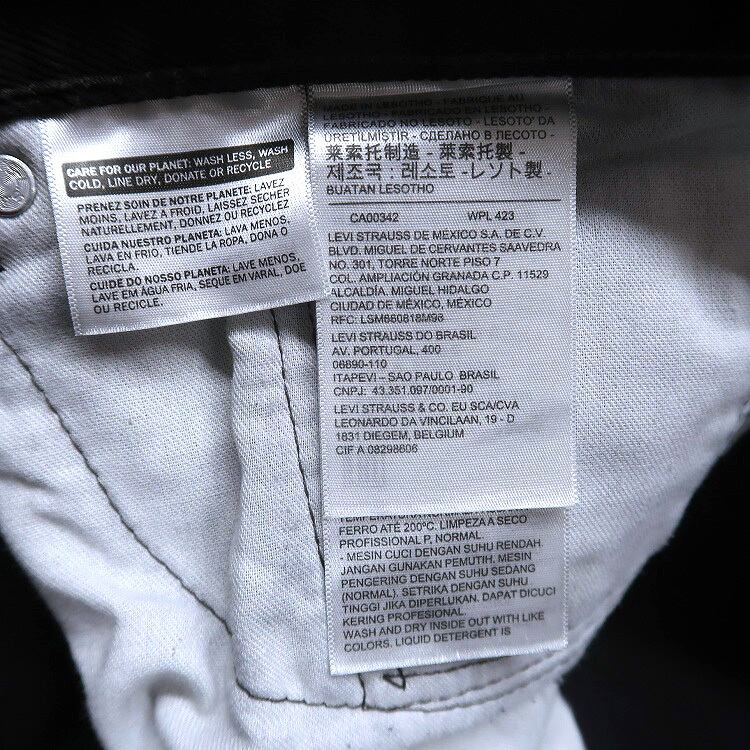 CARE FOR OUR PLANET: WASH LESS, WASH
COLD, LINE DRY, DONATE OR RECYCLE
PRENEZ SOIN DE NOTRE PLANETE: LAVEZ
MOINS, LAVEZ A FROID, LAISSEZ SECHER
NATURELLEMENT, DONNEZ OU RECYCLEZ
CUIDA NUESTRO PLANETA: LAVA MENOS,
LAVA EN FRIO, TIENDE LA ROPA, DONA O
RECICLA.
CUIDE DO NOSSO PLANETA: LAVE MENOS,
LAVE EM ÁGUA FRIA, SEQUE EM VARAL, DOE
OU RECICLE.
MADE IN LESOTHO - FABRIQUE AU
LESOTHO - FABRICADO EN LESOTHO -
FABRICADO NO LESOTO - LESOTO'DA
ÜRETİLMİŞTİR - СДЕЛАНО В ЛЕСОТО -
莱索托制造 - 萊索托製 -
제조국 : 레소토 -レソト製 -
BUATAN LESOTHO
CA00342 WPL 423
LEVI STRAUSS DE MÉXICO S.A. DE C.V.
BLVD. MIGUEL DE CERVANTES SAAVEDRA
NO. 301, TORRE NORTE PISO 7
COL. AMPLIACIÓN GRANADA C.P. 11529
ALCALDÍA. MIGUEL HIDALGO
CIUDAD DE MÉXICO, MÉXICO
RFC: LSM660618M98
LEVI STRAUSS DO BRASIL
AV. PORTUGAL, 400
06690-110
ITAPEVI – SAO PAULO BRASIL
CNPJ: 43.351.097/0001-90
LEVI STRAUSS & CO. EU SCA/CVA
LEONARDO DA VINCILAAN, 19 - D
1831 DIEGEM, BELGIUM
CIF A 08298606
FERRO ATÉ 200°C. LIMPEZA A SECO
PROFISSIONAL P, NORMAL
- MESIN CUCI DENGAN SUHU RENDAH.
JANGAN GUNAKAN PEMUTIH. MESIN
PENGERING DENGAN SUHU SEDANG
(NORMAL). SETRIKA DENGAN SUHU
TINGGI JIKA DIPERLUKAN. DAPAT DICUCI
KERING PROFESIONAL.
WASH AND DRY INSIDE OUT WITH LIKE
COLORS. LIQUID DETERGENT IS